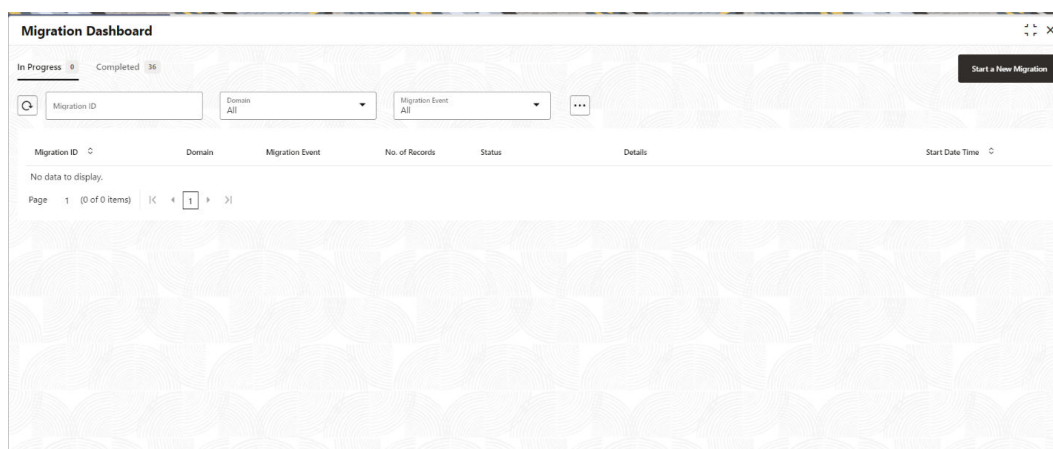 Migration Dashboard
In Progress 0 Completed 36
Start a New Migration
Migration ID
Domain
All
Migration Event
All
Migration ID Domain Migration Event No. of Records Status Details Start Date Time
No data to display.
Page 1 (0 of 0 items) 1